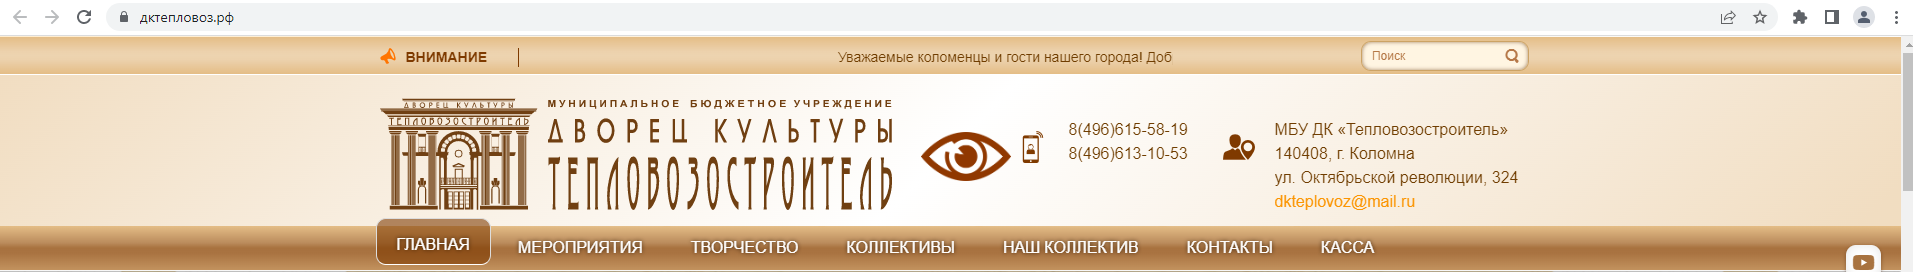 дктепловоз.рф
ВНИМАНИЕ
Уважаемые коломенцы и гости нашего города! Доб
Поиск
ДВОРЕЦ КУЛЬТУРЫ
ТЕПЛОВОЗОСТРОИТЕЛЬ
МУНИЦИПАЛЬНОЕ БЮДЖЕТНОЕ УЧРЕЖДЕНИЕ
ДВОРЕЦ КУЛЬТУРЫ
ТЕПЛОВОЗОСТРОИТЕЛЬ
8(496)615-58-19
8(496)613-10-53
МБУ ДК «Тепловозостроитель»
140408, г. Коломна
ул. Октябрьской революции, 324
dkteplovoz@mail.ru
ГЛАВНАЯ
МЕРОПРИЯТИЯ
ТВОРЧЕСТВО
КОЛЛЕКТИВЫ
НАШ КОЛЛЕКТИВ
КОНТАКТЫ
КАССА